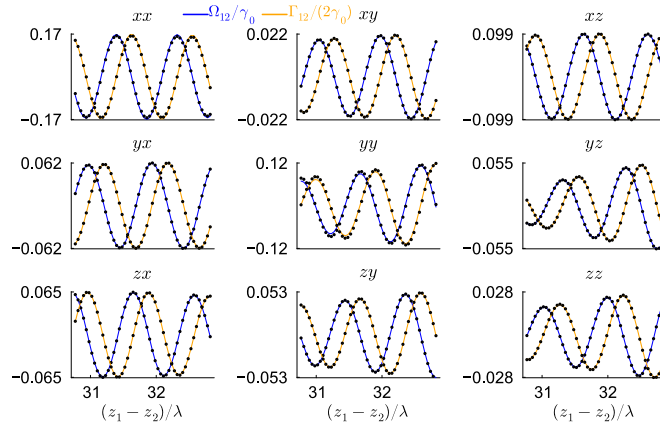 xx Ω₁₂/γ₀ Γ₁₂/(2γ₀) xy xz
0.17 0.022 0.099
−0.17 −0.022 −0.099
yx yy yz
0.062 0.12 0.055
−0.062 −0.12 −0.055
zx zy zz
0.065 0.053 0.028
−0.065 −0.053 −0.028
31 32 31 32 31 32
(z₁ − z₂)/λ (z₁ − z₂)/λ (z₁ − z₂)/λ